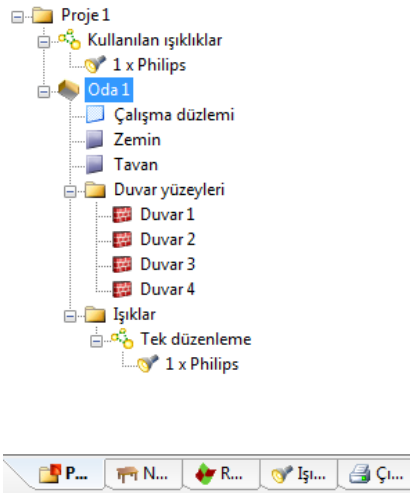 Proje 1
Kullanılan ışıklıklar
1 x Philips
Oda 1
Çalışma düzlemi
Zemin
Tavan
Duvar yüzeyleri
Duvar 1
Duvar 2
Duvar 3
Duvar 4
Işıklar
Tek düzenleme
1 x Philips
P... N... R... Işı... Çı...